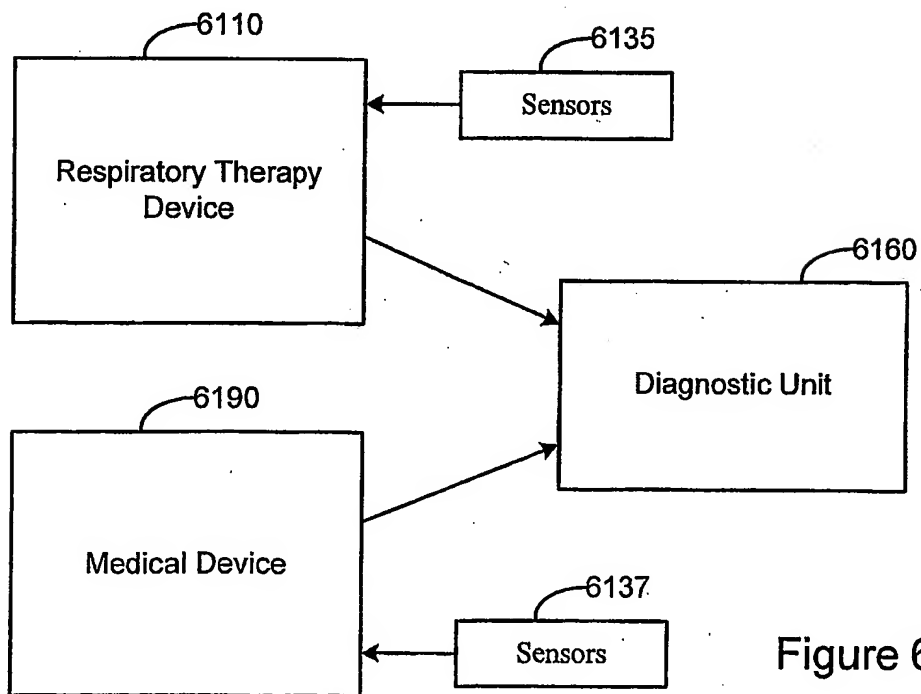 6110
6135
Sensors
Respiratory Therapy
Device
6160
Diagnostic Unit
6190
Medical Device
6137
Sensors
Figure 6